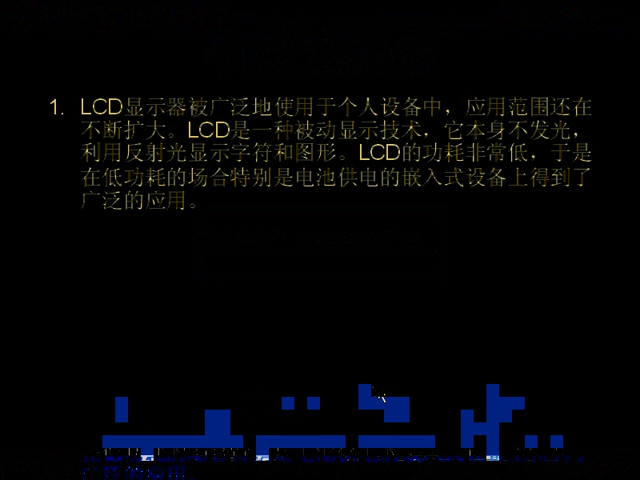 1. LCD显示器被广泛地使用于个人设备中，应用范围还在
不断扩大。LCD是一种被动显示技术，它本身不发光，
利用反射光显示字符和图形。LCD的功耗非常低，于是
在低功耗的场合特别是电池供电的嵌入式设备上得到了
广泛的应用。